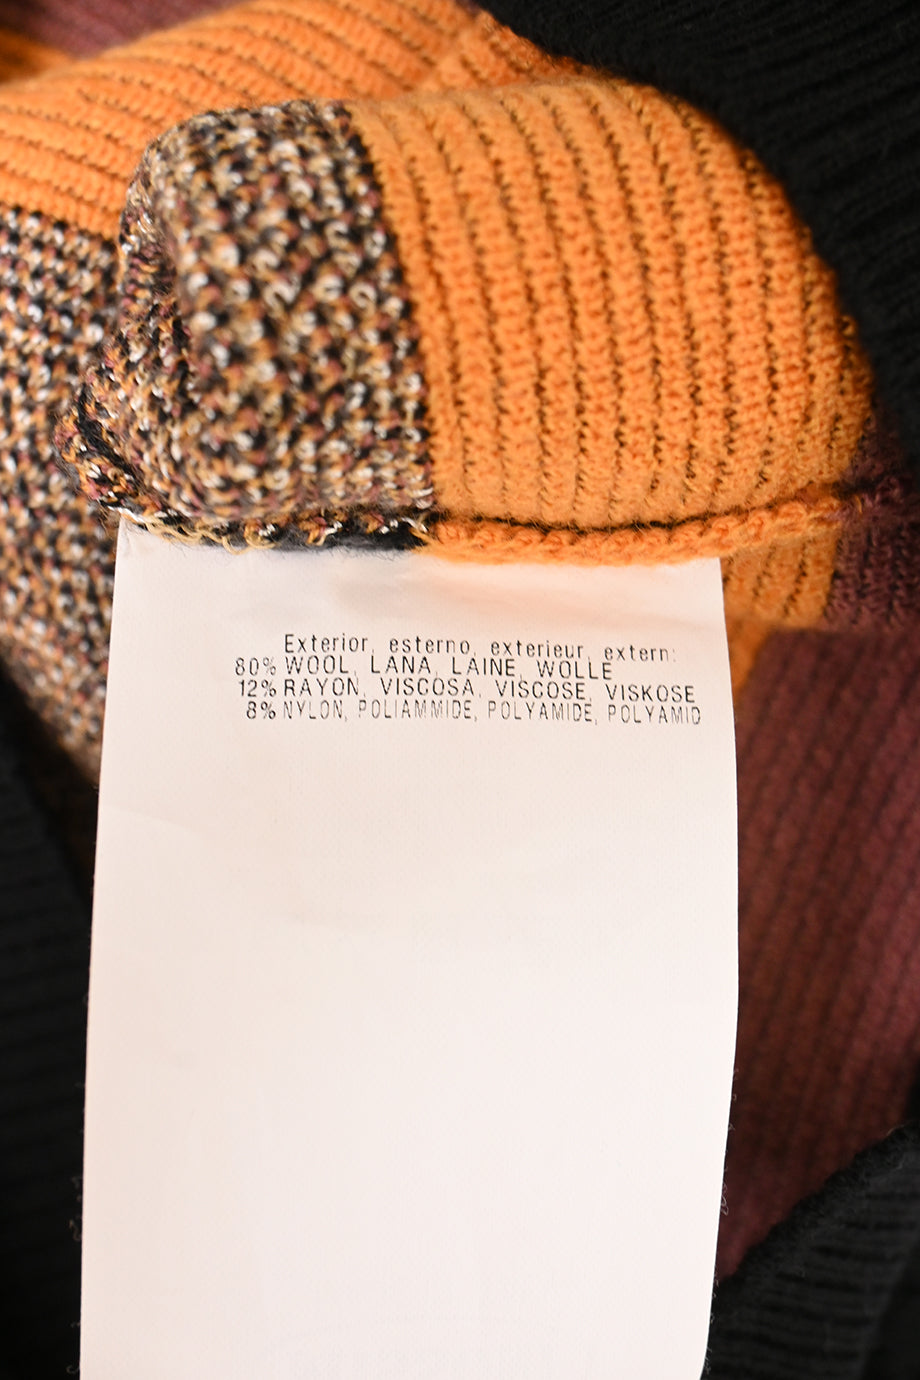 Exterior, esterno, exterieur, extern:
80% WOOL, LANA, LAINE, WOLLE
12% RAYON, VISCOSA, VISCOSE, VISKOSE
8% NYLON, POLIAMMIDE, POLYAMIDE, POLYAMID